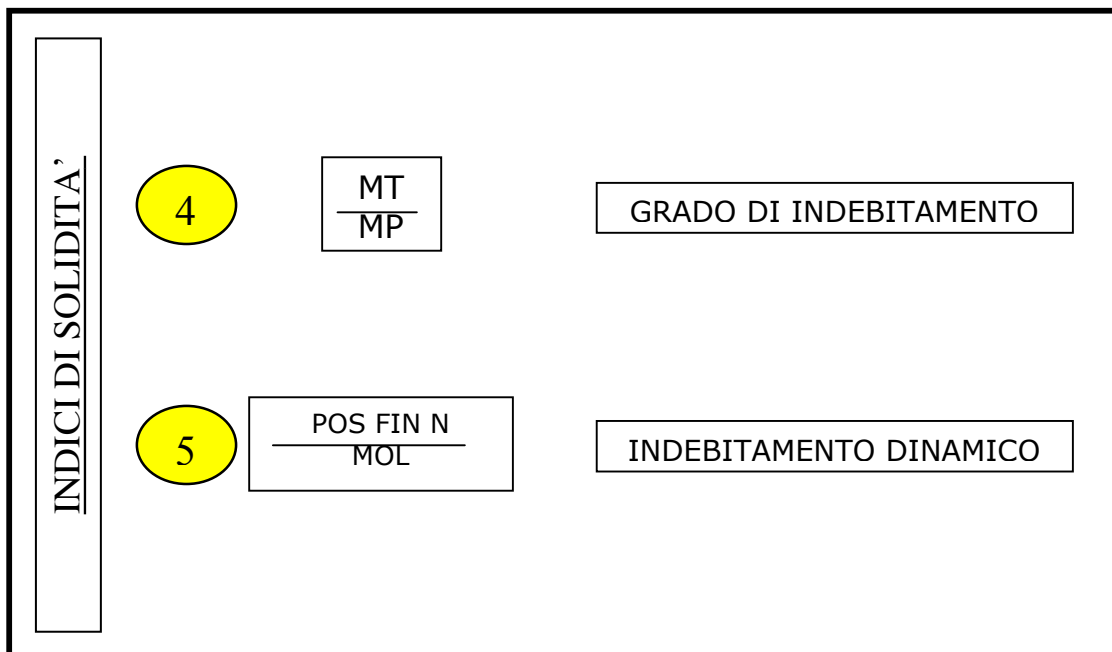 INDICI DI SOLIDITA’
4
MT
MP
GRADO DI INDEBITAMENTO
5
POS FIN N
MOL
INDEBITAMENTO DINAMICO